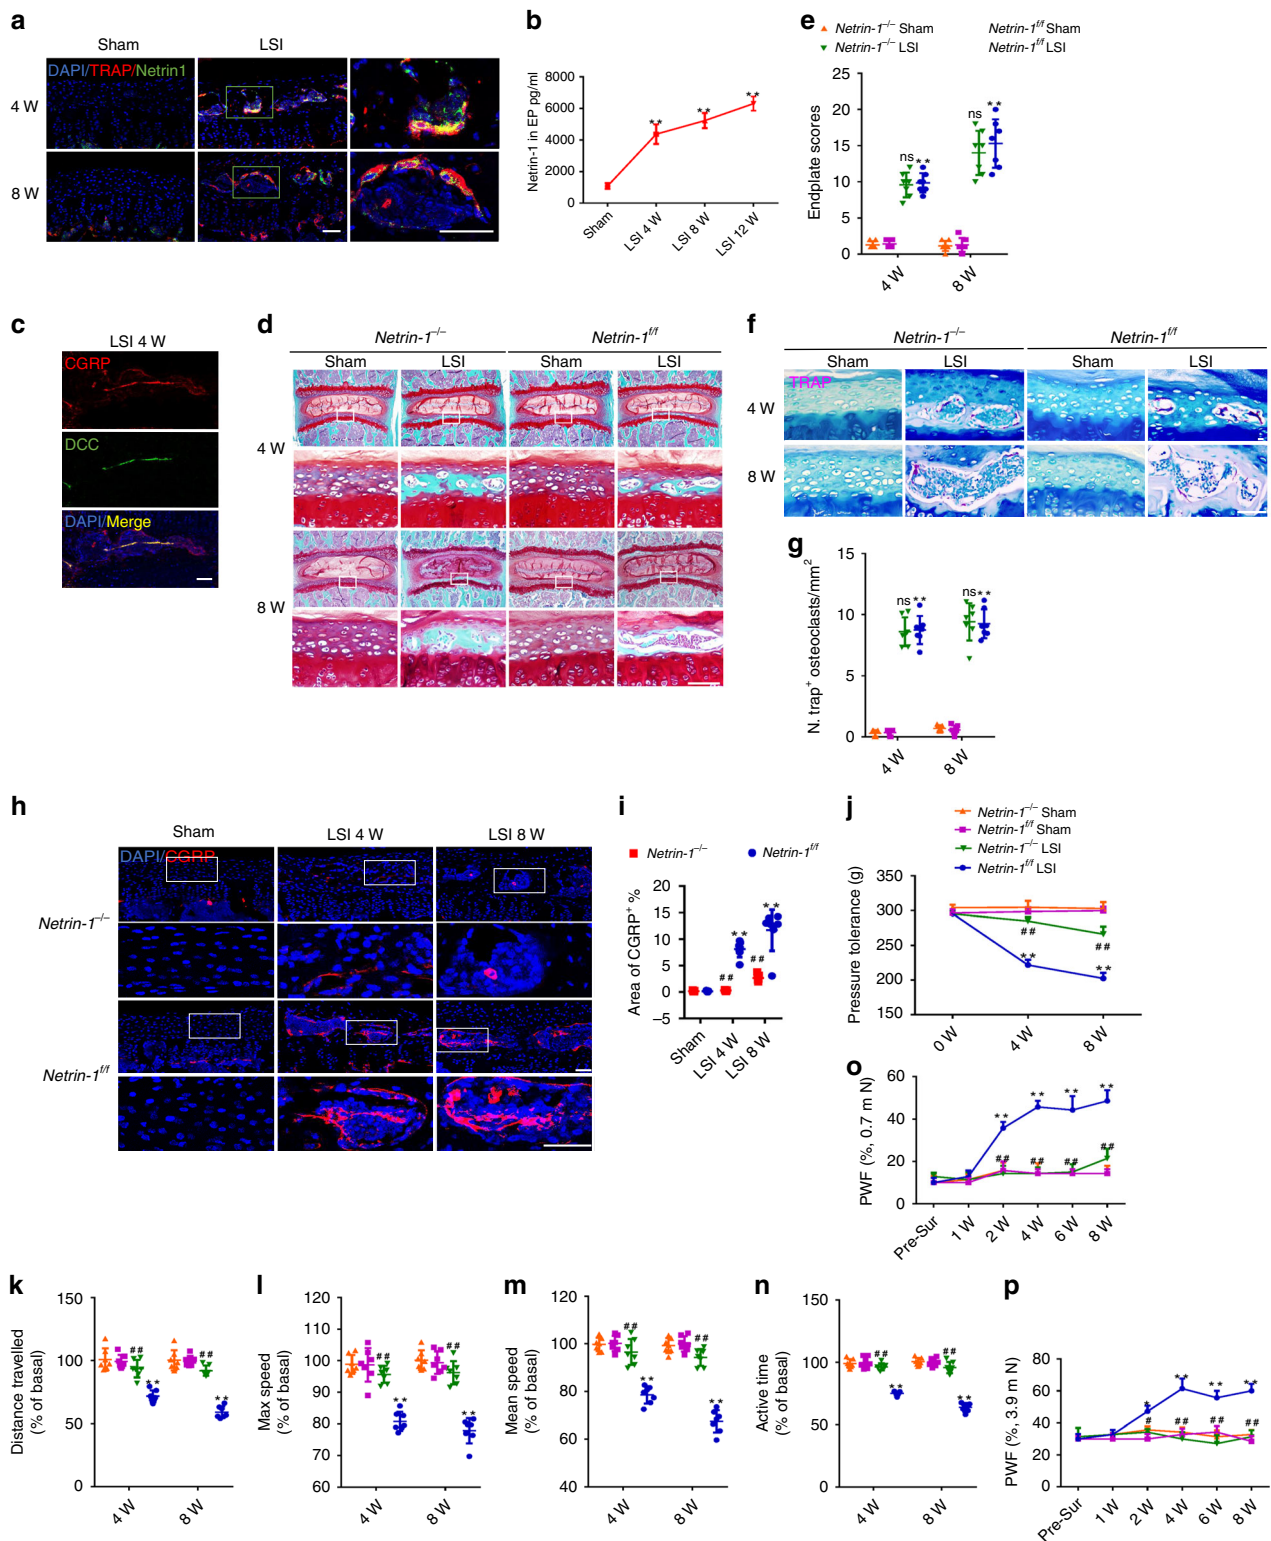 a
Sham
LSI
DAPI/TRAP/Netrin1
4 W
8 W
b
Netrin-1 in EP pg/ml
8000
6000
4000
2000
0
**
**
**
Sham
LSI 4 W
LSI 8 W
LSI 12 W
e
Netrin-1−/− Sham
Netrin-1f/f Sham
Netrin-1−/− LSI
Netrin-1f/f LSI
Endplate scores
25
20
15
10
5
0
ns **
ns **
4 W
8 W
c
LSI 4 W
CGRP
DCC
DAPI/Merge
d
Netrin-1−/−
Netrin-1f/f
Sham
LSI
Sham
LSI
4 W
8 W
f
Netrin-1−/−
Netrin-1f/f
Sham
LSI
Sham
LSI
TRAP
4 W
8 W
g
N. trap+ osteoclasts/mm2
15
10
5
0
ns **
ns **
4 W
8 W
h
Sham
LSI 4 W
LSI 8 W
DAPI/CGRP
Netrin-1−/−
Netrin-1f/f
i
Netrin-1−/−
Netrin-1f/f
Area of CGRP+ %
20
15
10
5
0
−5
##
**
##
**
Sham
LSI 4 W
LSI 8 W
j
Netrin-1−/− Sham
Netrin-1f/f Sham
Netrin-1−/− LSI
Netrin-1f/f LSI
Pressure tolerance (g)
350
300
250
200
150
##
**
##
**
0 W
4 W
8 W
o
PWF (%, 0.7 m N)
60
40
20
0
** ** ** **
## ## ## ##
Pre-Sur
1 W
2 W
4 W
6 W
8 W
k
Distance travelled
(% of basal)
150
100
50
0
##
**
##
**
4 W
8 W
l
Max speed
(% of basal)
120
110
100
90
80
70
60
##
**
##
**
4 W
8 W
m
Mean speed
(% of basal)
120
100
80
60
40
##
**
##
**
4 W
8 W
n
Active time
(% of basal)
150
100
50
0
##
**
##
**
4 W
8 W
p
PWF (%, 3.9 m N)
80
60
40
20
0
* ** ** **
# ## ## ##
Pre-Sur
1 W
2 W
4 W
6 W
8 W